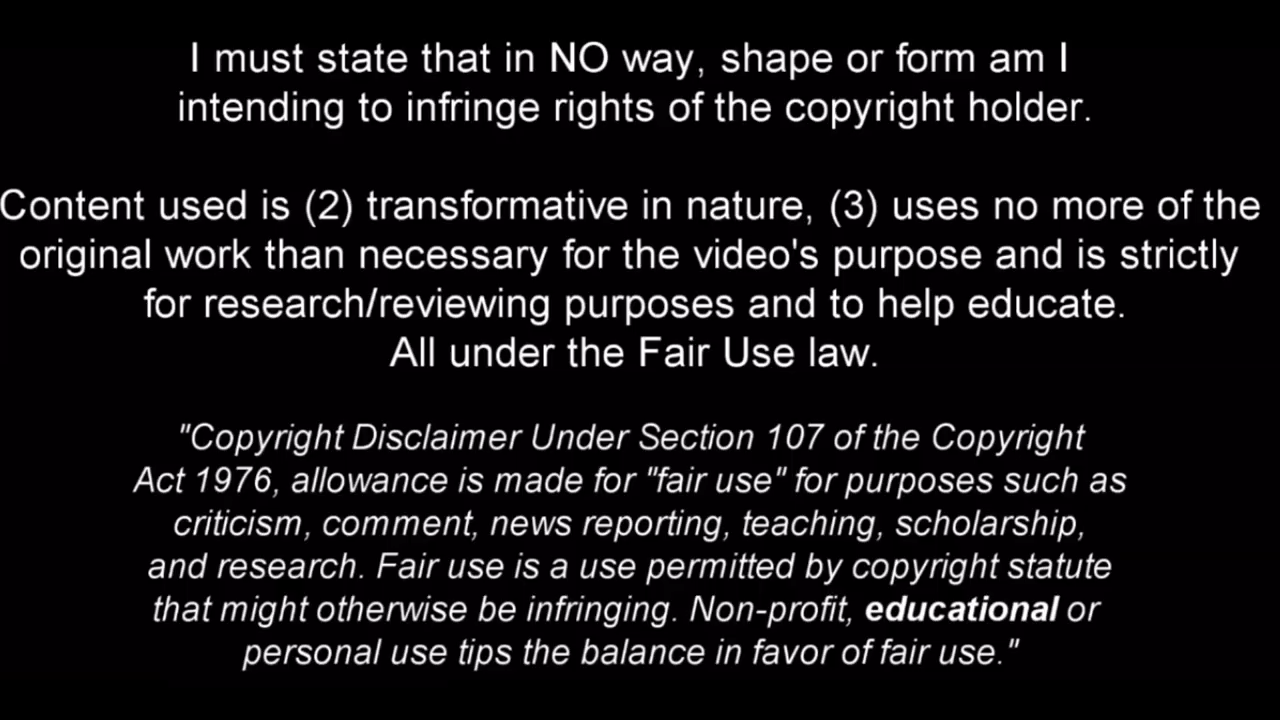 I must state that in NO way, shape or form am I
intending to infringe rights of the copyright holder.
Content used is (2) transformative in nature, (3) uses no more of the
original work than necessary for the video's purpose and is strictly
for research/reviewing purposes and to help educate.
All under the Fair Use law.
"Copyright Disclaimer Under Section 107 of the Copyright
Act 1976, allowance is made for "fair use" for purposes such as
criticism, comment, news reporting, teaching, scholarship,
and research. Fair use is a use permitted by copyright statute
that might otherwise be infringing. Non-profit, educational or
personal use tips the balance in favor of fair use."